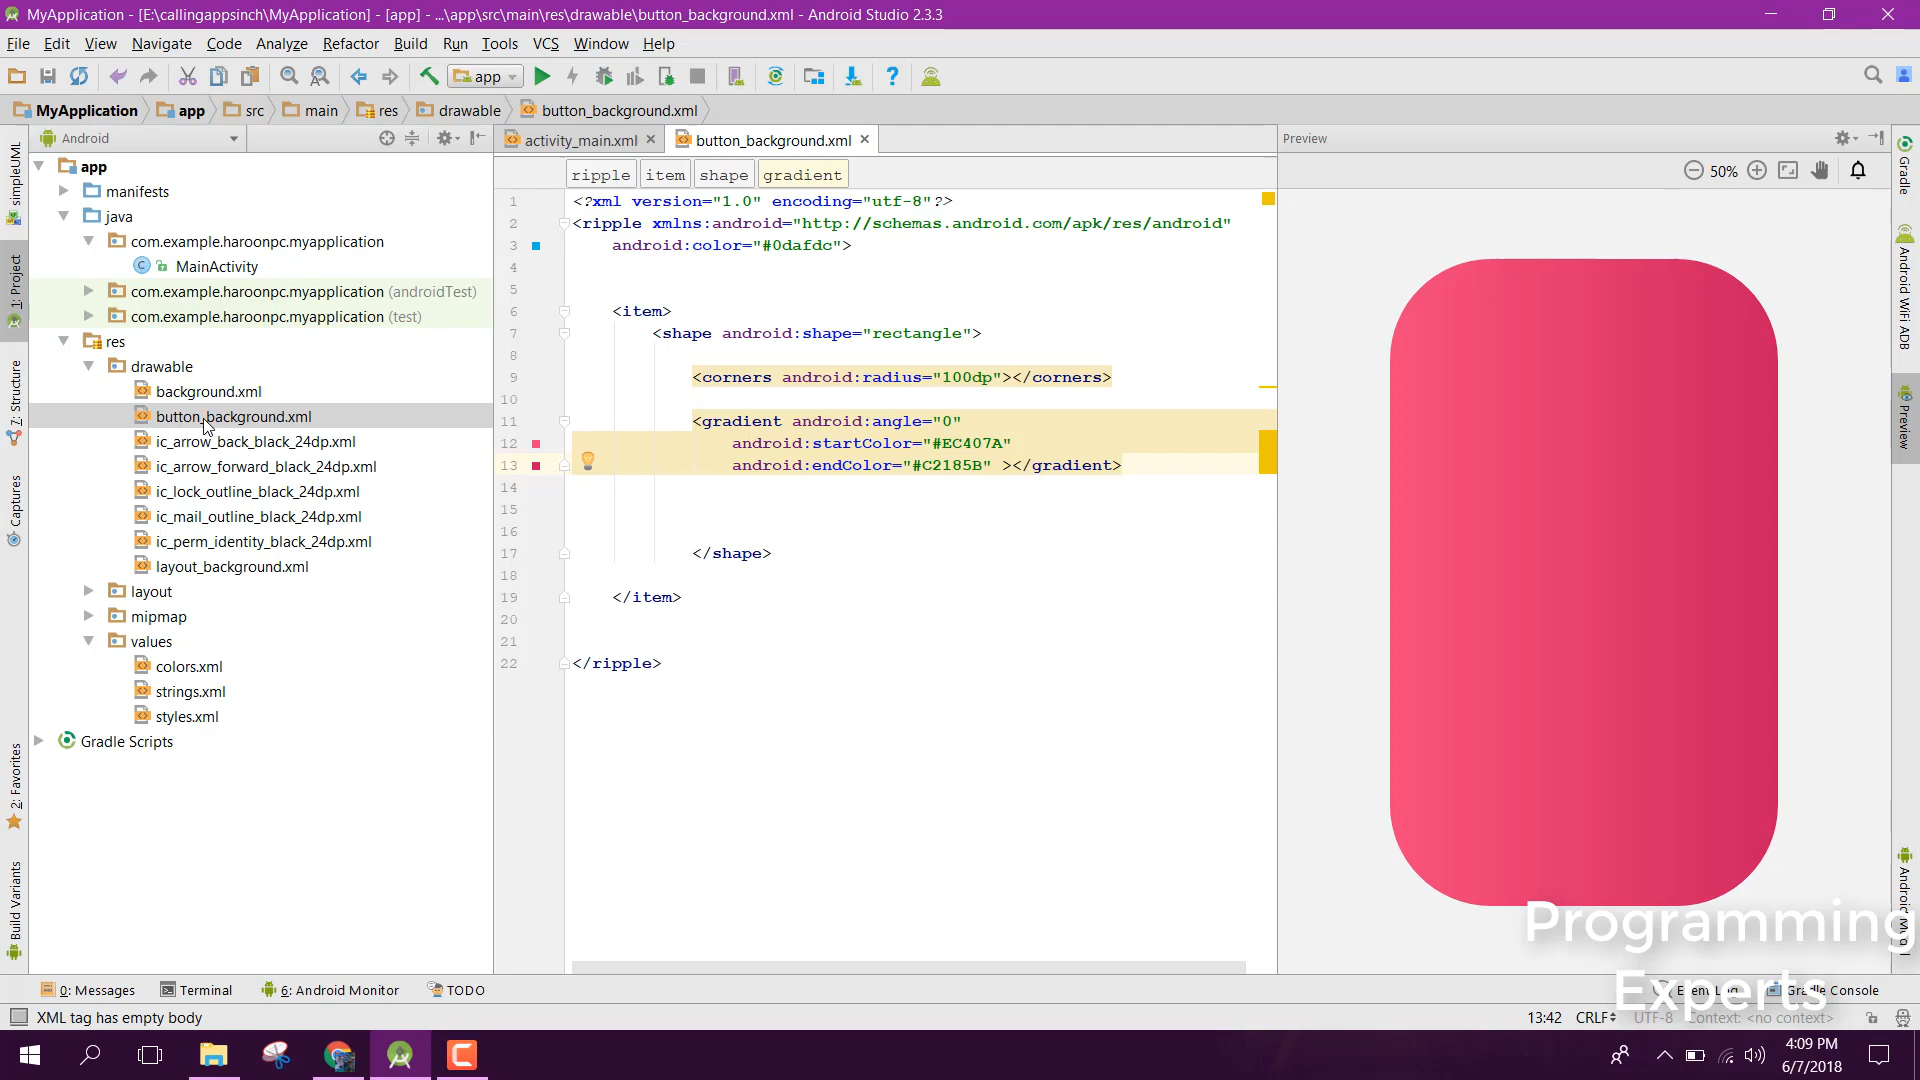 MyApplication - [E:\callingappsinch\MyApplication] - [app] - ...\app\src\main\res\drawable\button_background.xml - Android Studio 2.3.3
File Edit View Navigate Code Analyze Refactor Build Run Tools VCS Window Help
app
MyApplication app src main res drawable button_background.xml
Android
activity_main.xml button_background.xml
Preview
ripple item shape gradient
50%
app
manifests
java
com.example.haroonpc.myapplication
MainActivity
com.example.haroonpc.myapplication (androidTest)
com.example.haroonpc.myapplication (test)
res
drawable
background.xml
button_background.xml
ic_arrow_back_black_24dp.xml
ic_arrow_forward_black_24dp.xml
ic_lock_outline_black_24dp.xml
ic_mail_outline_black_24dp.xml
ic_perm_identity_black_24dp.xml
layout_background.xml
layout
mipmap
values
colors.xml
strings.xml
styles.xml
Gradle Scripts
simpleUML
1: Project
Z: Structure
Captures
2: Favorites
Build Variants
1 <?xml version="1.0" encoding="utf-8"?>
2 <ripple xmlns:android="http://schemas.android.com/apk/res/android"
3 android:color="#0dafdc">
4
5
6 <item>
7 <shape android:shape="rectangle">
8
9 <corners android:radius="100dp"></corners>
10
11 <gradient android:angle="0"
12 android:startColor="#EC407A"
13 android:endColor="#C2185B" ></gradient>
14
15
16
17 </shape>
18
19 </item>
20
21
22 </ripple>
Gradle
Android WiFi ADB
Preview
Programming
Experts
0: Messages Terminal 6: Android Monitor TODO Event Log Gradle Console
XML tag has empty body
13:42 CRLF UTF-8 Context: <no context>
4:09 PM
6/7/2018